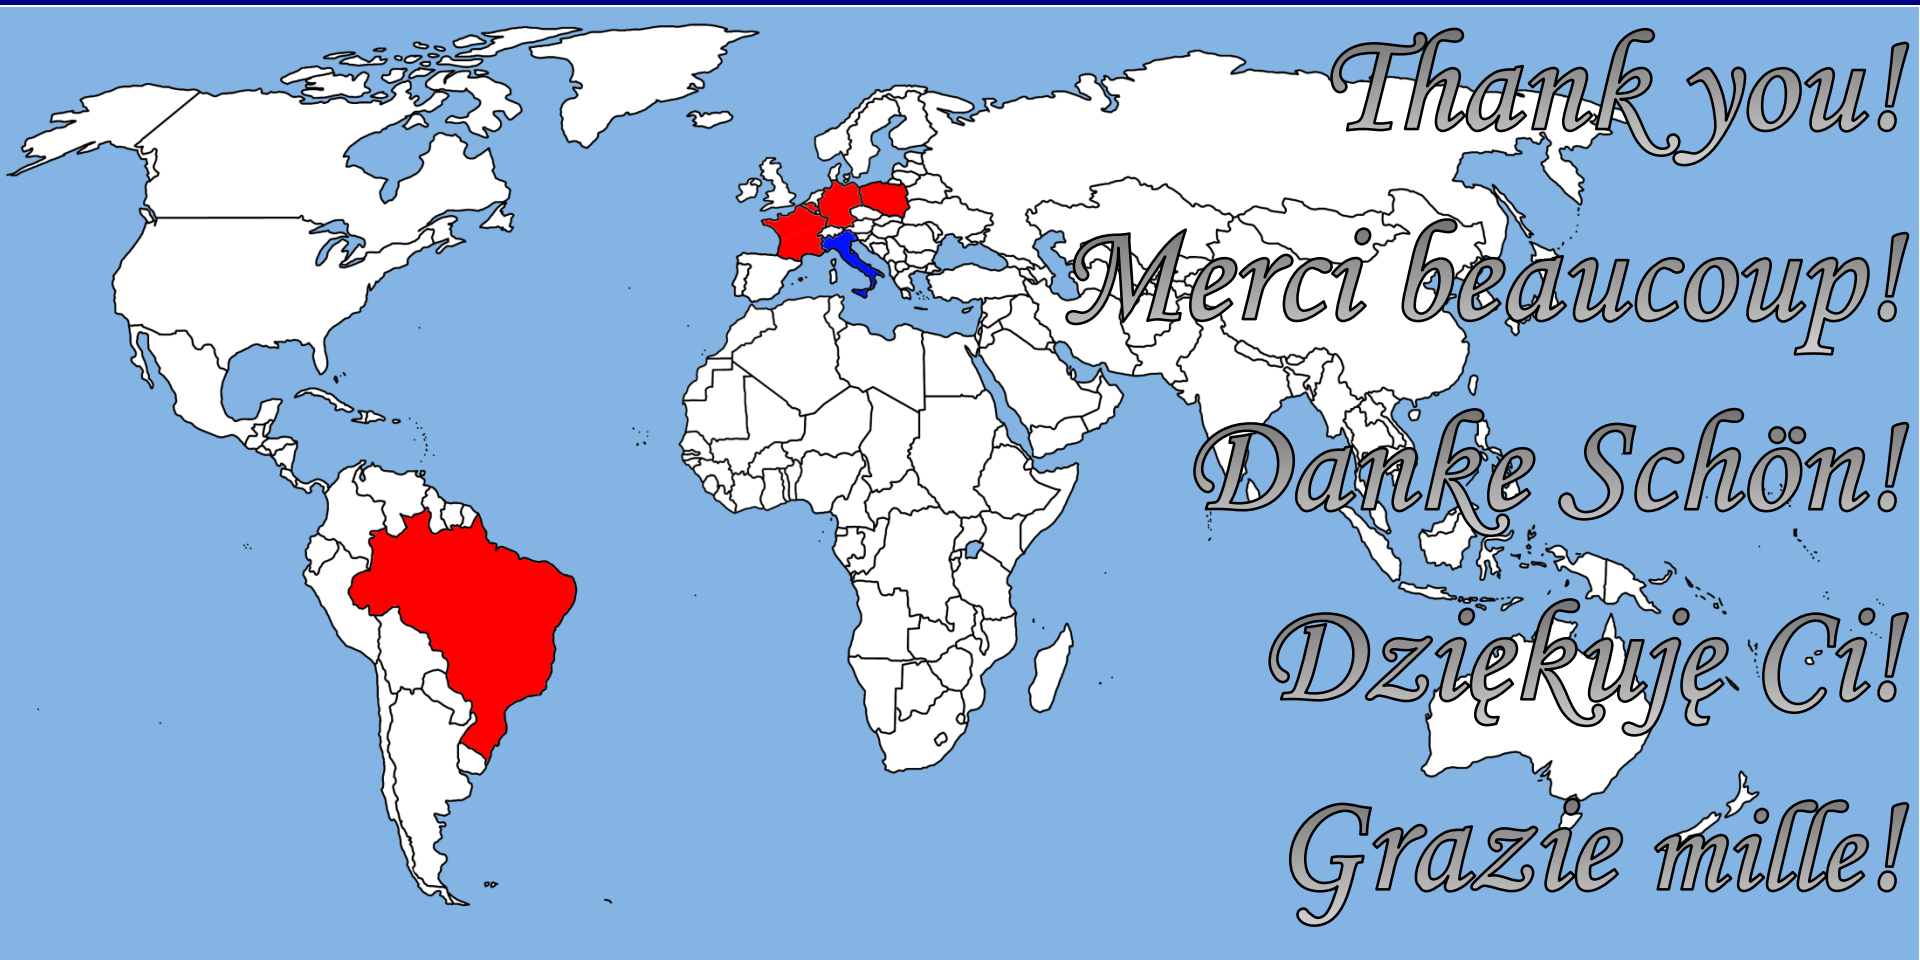 Thank you!
Merci beaucoup!
Danke Schön!
Dziękuję Ci!
Grazie mille!